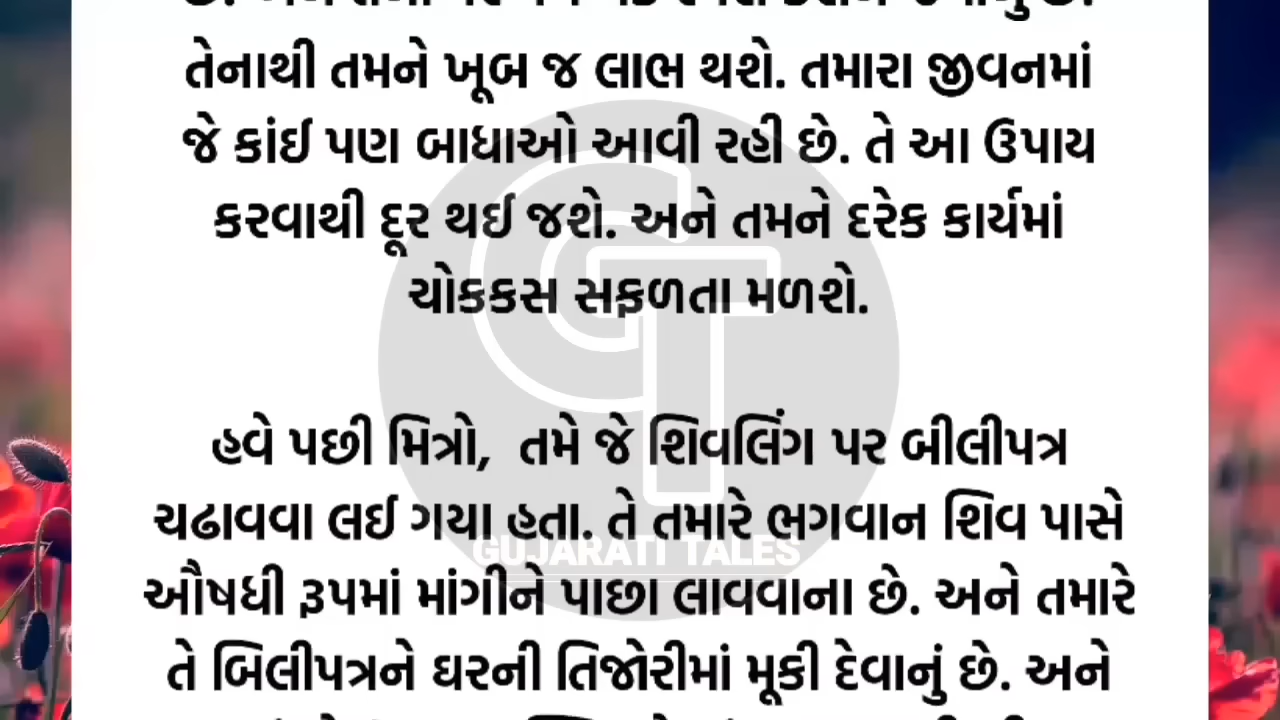 તેનાથી તમને ખૂબ જ લાભ થશે. તમારા જીવનમાં
જે કાંઈ પણ બાધાઓ આવી રહી છે. તે આ ઉપાય
કરવાથી દૂર થઈ જશે. અને તમને દરેક કાર્યમાં
ચોકકસ સફળતા મળશે.
હવે પછી મિત્રો,  તમે જે શિવલિંગ પર બીલીપત્ર
ચઢાવવા લઈ ગયા હતા. તે તમારે ભગવાન શિવ પાસે
GUJARATI TALES
ઔષધી રૂપમાં માંગીને પાછા લાવવાના છે. અને તમારે
તે બિલીપત્રને ઘરની તિજોરીમાં મૂકી દેવાનું છે. અને